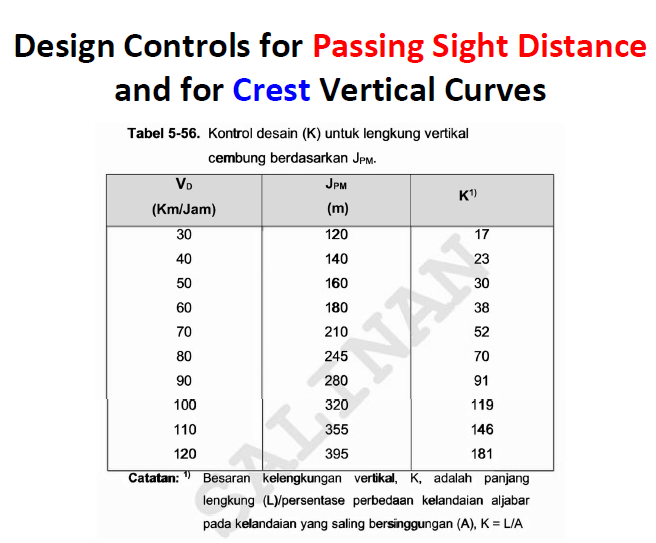 Design Controls for Passing Sight Distance
and for Crest Vertical Curves
Tabel 5-56. Kontrol desain (K) untuk lengkung vertikal
cembung berdasarkan JPM.
VD JPM K1)
(Km/Jam) (m)
30 120 17
40 140 23
50 160 30
60 180 38
70 210 52
80 245 70
90 280 91
100 320 119
110 355 146
120 395 181
Catatan: 1) Besaran kelengkungan vertikal, K, adalah panjang
lengkung (L)/persentase perbedaan kelandaian aljabar
pada kelandaian yang saling bersinggungan (A), K = L/A
SALINAN